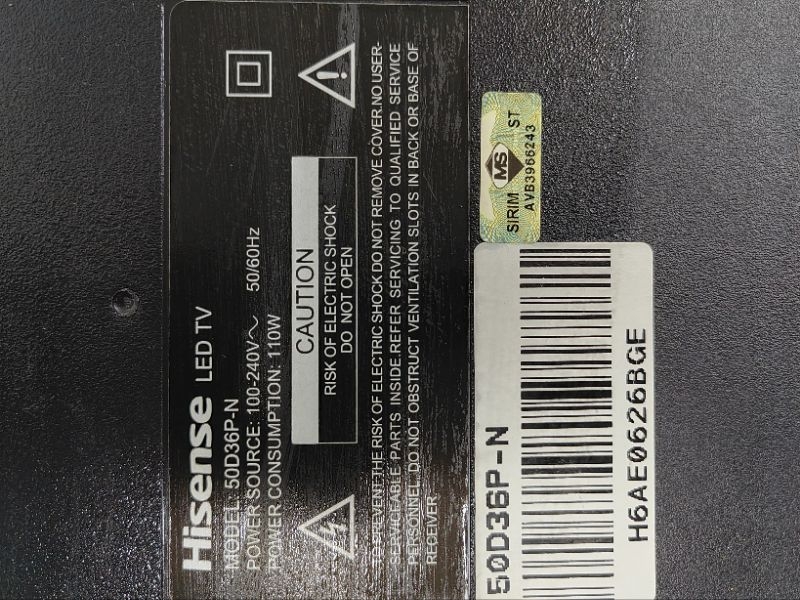 Hisense LED TV
MODEL: 50D36P-N
POWER SOURCE: 100-240V～ 50/60Hz
POWER CONSUMPTION: 110W
CAUTION
RISK OF ELECTRIC SHOCK
DO NOT OPEN
TO PREVENT THE RISK OF ELECTRIC SHOCK DO NOT REMOVE COVER.NO USER-
SERVICEABLE PARTS INSIDE.REFER SERVICING TO QUALIFIED SERVICE
PERSONNEL. DO NOT OBSTRUCT VENTILATION SLOTS IN BACK OR BASE OF
RECEIVER
SIRIM MS ST
AVB3966243
50D36P-N
H6AE0626BGE